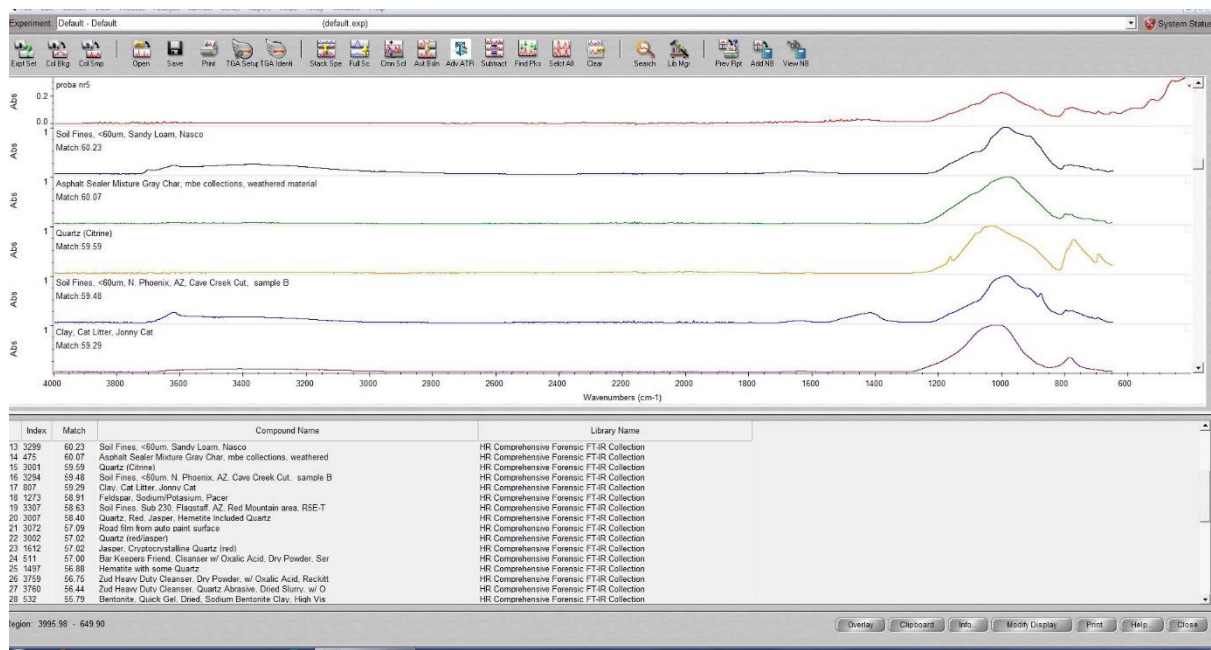 Experiment: Default - Default (default.exp) System Status
Expt Set Col Bkg Col Smp Open Save Print TGA Setup TGA Identi Stack Spe Full Sc Cmn Scl Aut Bsln Adv ATR Subtract Find Pks Selct All Clear Search Lib Mgr Prev Rpt Add NB View NB
proba nr5
Abs
0.2
0.0
1
Soil Fines, <60um, Sandy Loam, Nasco
Match:60.23
Abs
1
Asphalt Sealer Mixture Gray Char, mbe collections, weathered material
Match:60.07
Abs
1
Quartz (Citrine)
Match:59.59
Abs
1
Soil Fines, <60um, N. Phoenix, AZ, Cave Creek Cut, sample B
Match:59.48
Abs
1
Clay, Cat Litter, Jonny Cat
Match:59.29
Abs
4000 3800 3600 3400 3200 3000 2800 2600 2400 2200 2000 1800 1600 1400 1200 1000 800 600
Wavenumbers (cm-1)
Index Match Compound Name Library Name
13 3299 60.23 Soil Fines, <60um, Sandy Loam, Nasco HR Comprehensive Forensic FT-IR Collection
14 475 60.07 Asphalt Sealer Mixture Gray Char, mbe collections, weathered HR Comprehensive Forensic FT-IR Collection
15 3001 59.59 Quartz (Citrine) HR Comprehensive Forensic FT-IR Collection
16 3294 59.48 Soil Fines, <60um, N. Phoenix, AZ, Cave Creek Cut, sample B HR Comprehensive Forensic FT-IR Collection
17 807 59.29 Clay, Cat Litter, Jonny Cat HR Comprehensive Forensic FT-IR Collection
18 1273 58.91 Feldspar, Sodium/Potasium, Pacer HR Comprehensive Forensic FT-IR Collection
19 3307 58.63 Soil Fines, Sub 230, Flagstaff, AZ, Red Mountain area, R5E-T HR Comprehensive Forensic FT-IR Collection
20 3007 58.40 Quartz, Red, Jasper, Hemetite Included Quartz HR Comprehensive Forensic FT-IR Collection
21 3072 57.09 Road film from auto paint surface HR Comprehensive Forensic FT-IR Collection
22 3002 57.02 Quartz (red/jasper) HR Comprehensive Forensic FT-IR Collection
23 1612 57.02 Jasper, Cryptocrystalline Quartz (red) HR Comprehensive Forensic FT-IR Collection
24 511 57.00 Bar Keepers Friend, Cleanser w/ Oxalic Acid, Dry Powder, Ser HR Comprehensive Forensic FT-IR Collection
25 1497 56.88 Hematite with some Quartz HR Comprehensive Forensic FT-IR Collection
26 3759 56.75 Zud Heavy Duty Cleanser, Dry Powder, w/ Oxalic Acid, Reckitt HR Comprehensive Forensic FT-IR Collection
27 3760 56.44 Zud Heavy Duty Cleanser, Quartz Abrasive, Dried Slurry, w/ O HR Comprehensive Forensic FT-IR Collection
28 532 55.79 Bentonite, Quick Gel, Dried, Sodium Bentonite Clay, High Vis HR Comprehensive Forensic FT-IR Collection
Region: 3995.98 - 649.90 Overlay Clipboard Info... Modify Display Print Help... Close